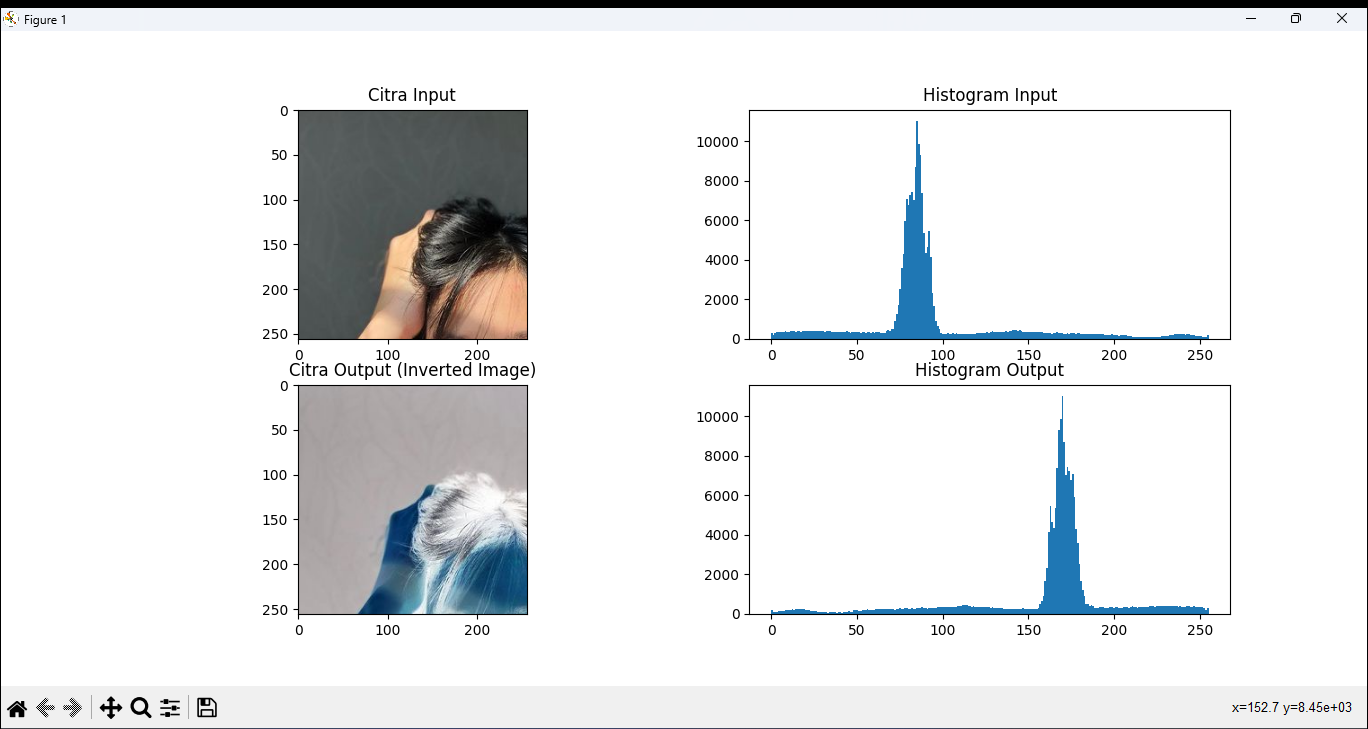 Figure 1
Citra Input
0
50
100
150
200
250
0 100 200
Histogram Input
10000
8000
6000
4000
2000
0
0 50 100 150 200 250
Citra Output (Inverted Image)
0
50
100
150
200
250
0 100 200
Histogram Output
10000
8000
6000
4000
2000
0
0 50 100 150 200 250
x=152.7 y=8.45e+03